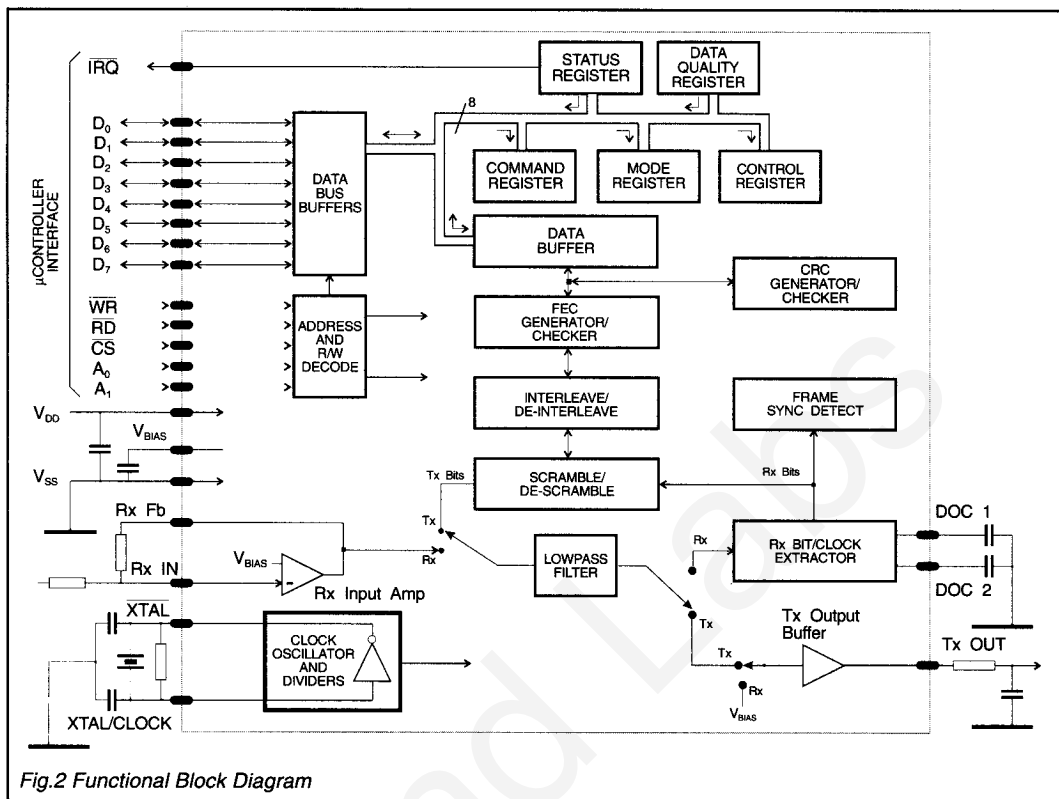 STATUS
REGISTER
DATA
QUALITY
REGISTER
IRQ
8
D0
D1
D2
D3
D4
D5
D6
D7
DATA
BUS
BUFFERS
COMMAND
REGISTER
MODE
REGISTER
CONTROL
REGISTER
µCONTROLLER
INTERFACE
DATA
BUFFER
CRC
GENERATOR/
CHECKER
WR
RD
CS
A0
A1
ADDRESS
AND
R/W
DECODE
FEC
GENERATOR/
CHECKER
INTERLEAVE/
DE-INTERLEAVE
FRAME
SYNC DETECT
VDD
VBIAS
VSS
Tx Bits
SCRAMBLE/
DE-SCRAMBLE
Rx Bits
Rx Fb
Tx
Rx
VBIAS
Rx IN
Rx Input Amp
LOWPASS
FILTER
Rx
Tx
Rx BIT/CLOCK
EXTRACTOR
DOC 1
DOC 2
XTAL
CLOCK
OSCILLATOR
AND
DIVIDERS
XTAL/CLOCK
Tx Output
Buffer
Tx
Rx
VBIAS
Tx OUT
Fig.2 Functional Block Diagram
ad Labs